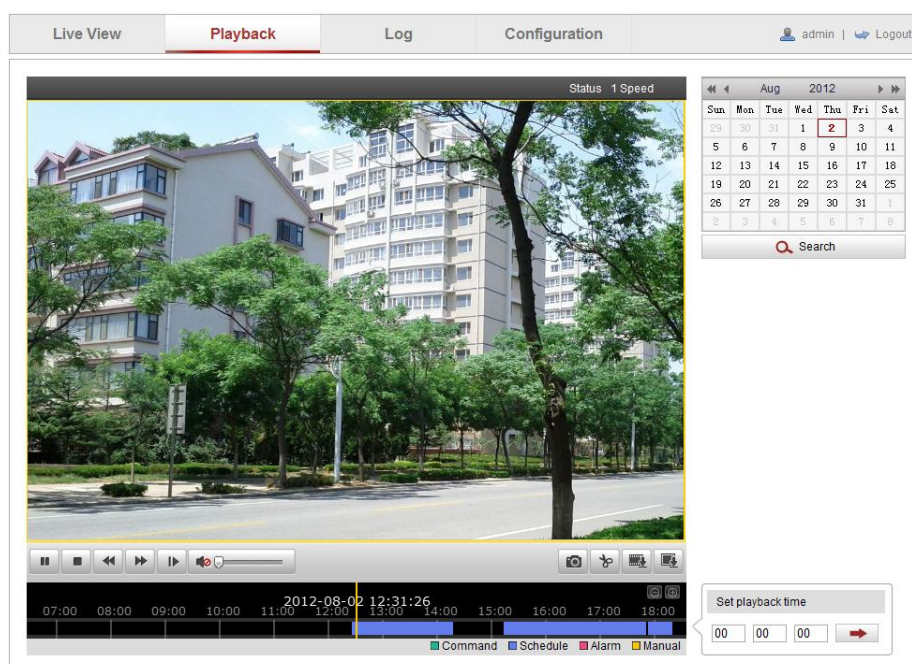 Live View Playback Log Configuration admin | Logout
Status 1 Speed
Aug 2012
Sun Mon Tue Wed Thu Fri Sat
29 30 31 1 2 3 4
5 6 7 8 9 10 11
12 13 14 15 16 17 18
19 20 21 22 23 24 25
26 27 28 29 30 31 1
2 3 4 5 6 7 8
Search
2012-08-02 12:31:26
07:00 08:00 09:00 10:00 11:00 12:00 13:00 14:00 15:00 16:00 17:00 18:00
Command Schedule Alarm Manual
Set playback time
00 00 00